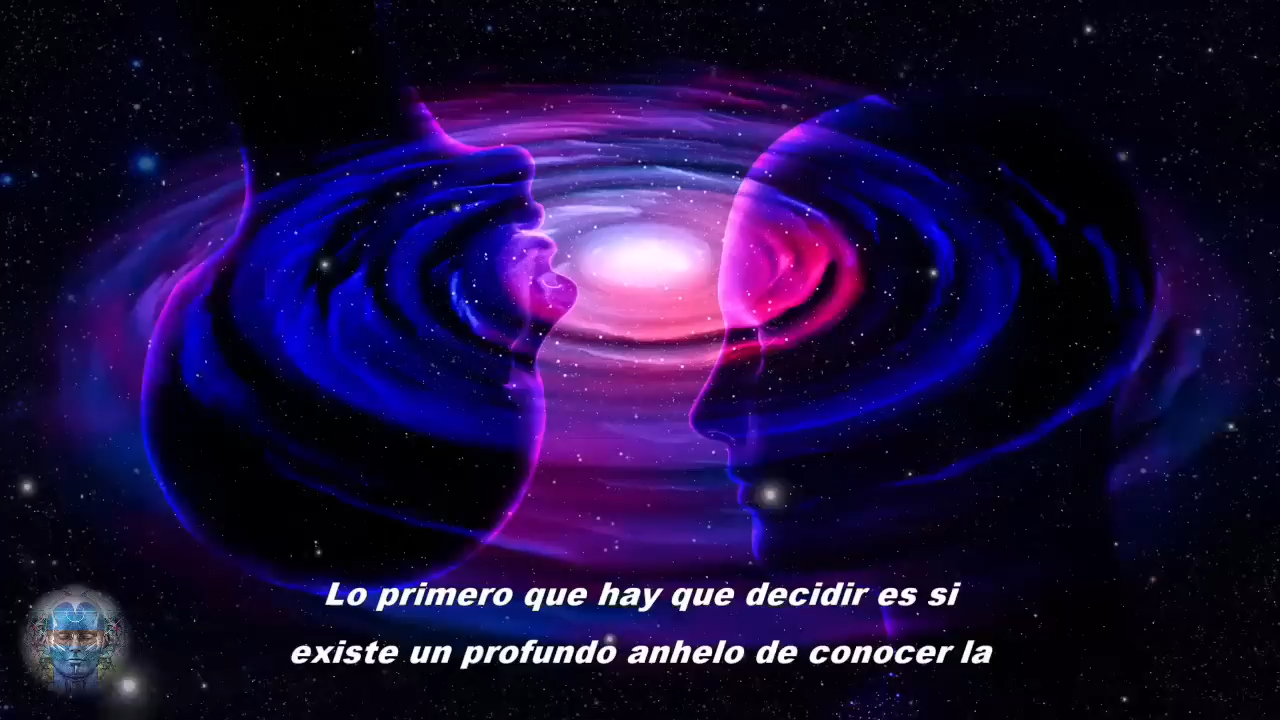 Lo primero que hay que decidir es si
existe un profundo anhelo de conocer la